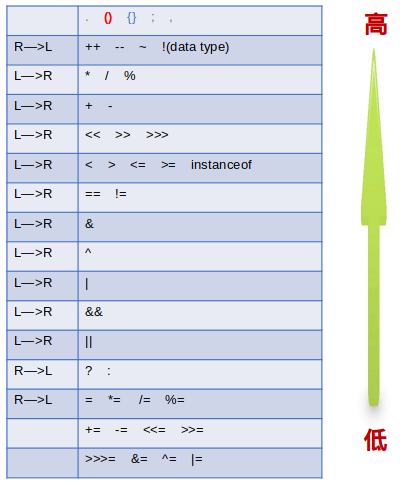 . () {} ; ,
高
R—>L ++ -- ~ !(data type)
L—>R * / %
L—>R + -
L—>R << >> >>>
L—>R < > <= >= instanceof
L—>R == !=
L—>R &
L—>R ^
L—>R |
L—>R &&
L—>R ||
R—>L ? :
R—>L = *= /= %=
+= -= <<= >>=
低
>>>= &= ^= |=